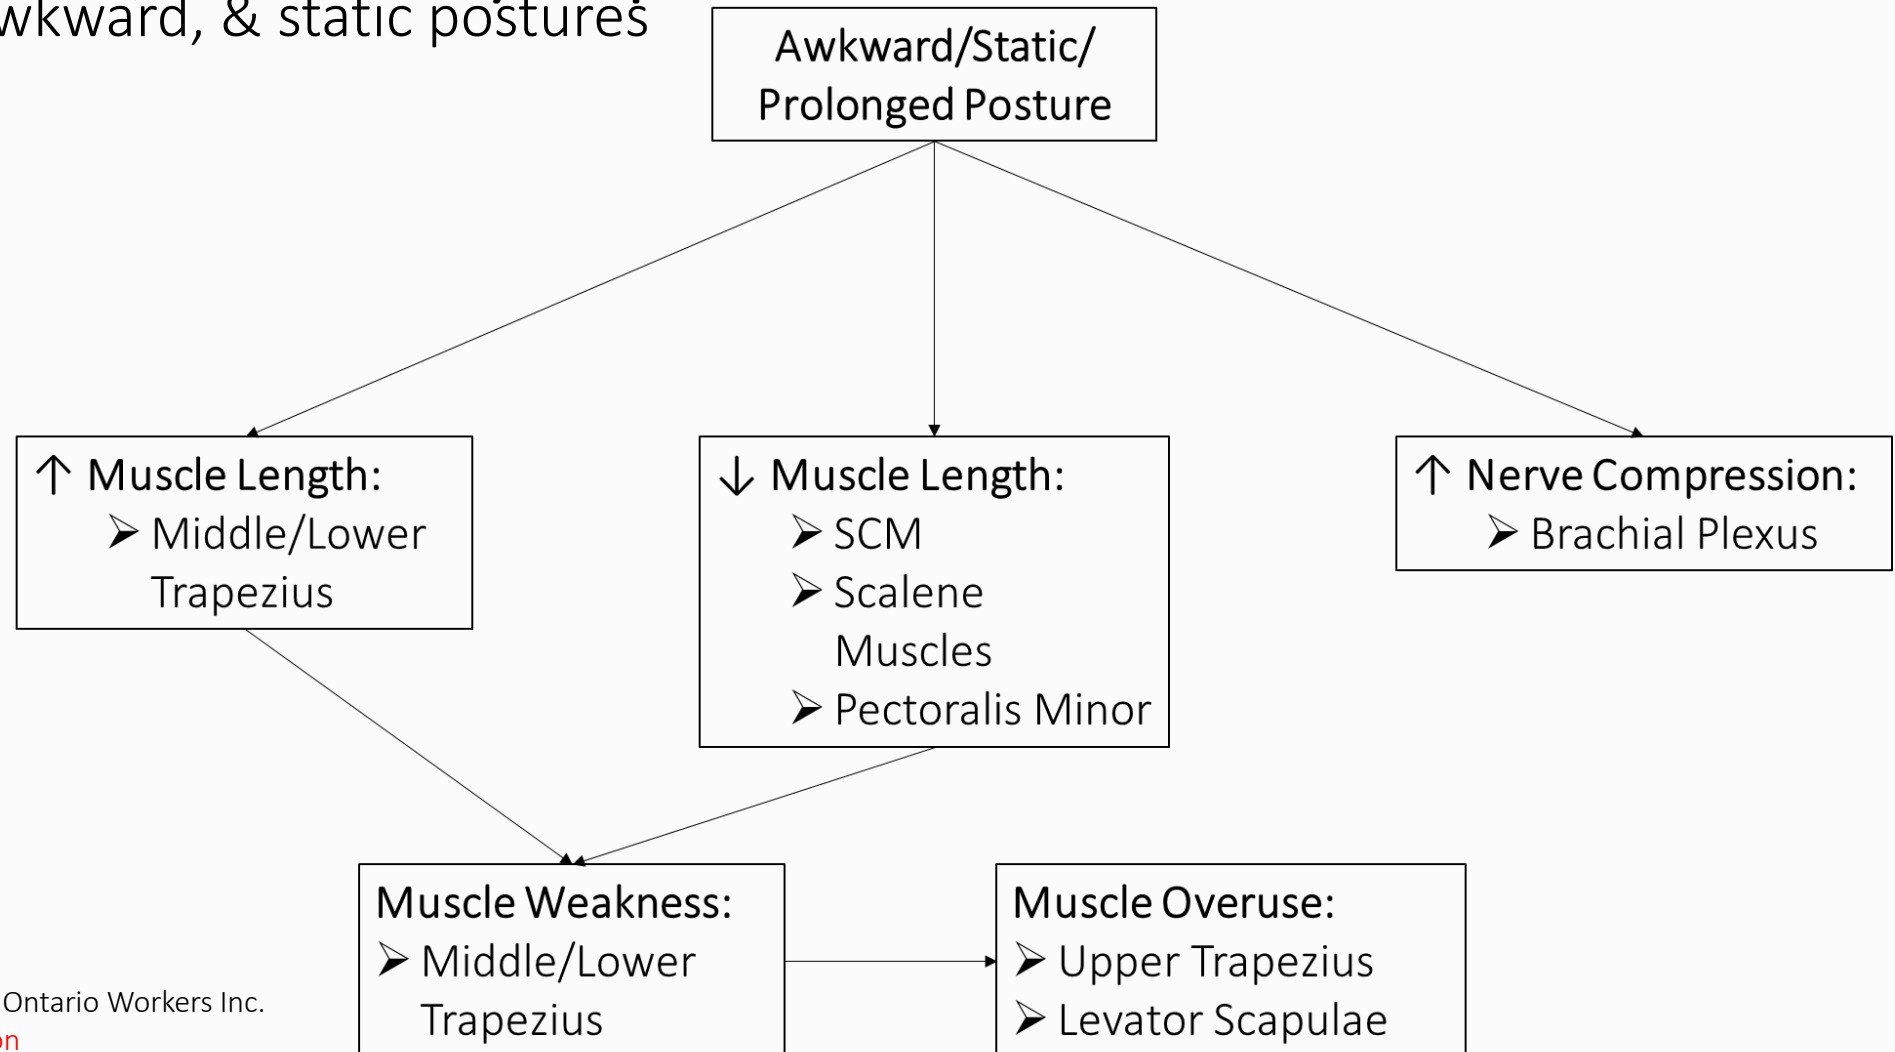 & static postures
Awkward/Static/
Prolonged Posture
↑ Muscle Length:
➢ Middle/Lower
Trapezius
↓ Muscle Length:
➢ SCM
➢ Scalene
Muscles
➢ Pectoralis Minor
↑ Nerve Compression:
➢ Brachial Plexus
Muscle Weakness:
➢ Middle/Lower
Trapezius
Muscle Overuse:
➢ Upper Trapezius
➢ Levator Scapulae
Ontario Workers Inc.